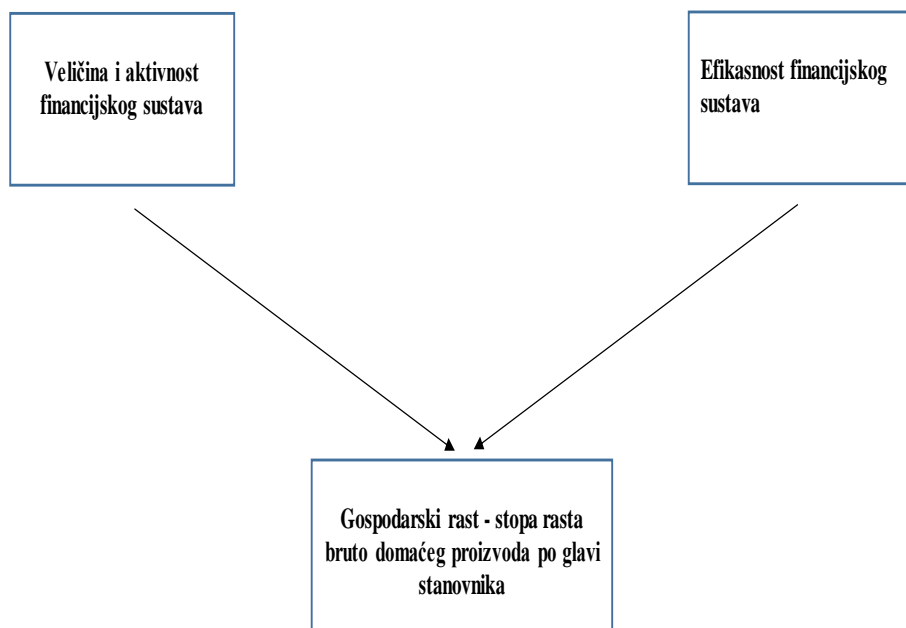 Veličina i aktivnost
financijskog sustava
Efikasnost financijskog
sustava
Gospodarski rast - stopa rasta
bruto domaćeg proizvoda po glavi
stanovnika